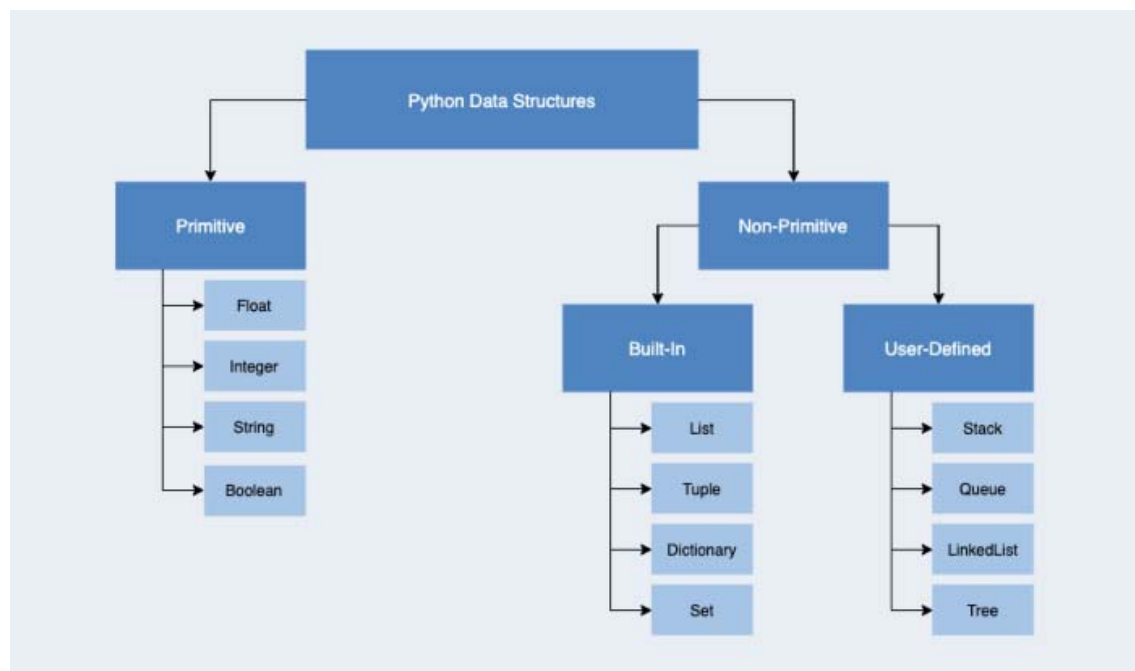 Python Data Structures
Primitive
Non-Primitive
Float
Integer
String
Boolean
Built-In
User-Defined
List
Tuple
Dictionary
Set
Stack
Queue
LinkedList
Tree